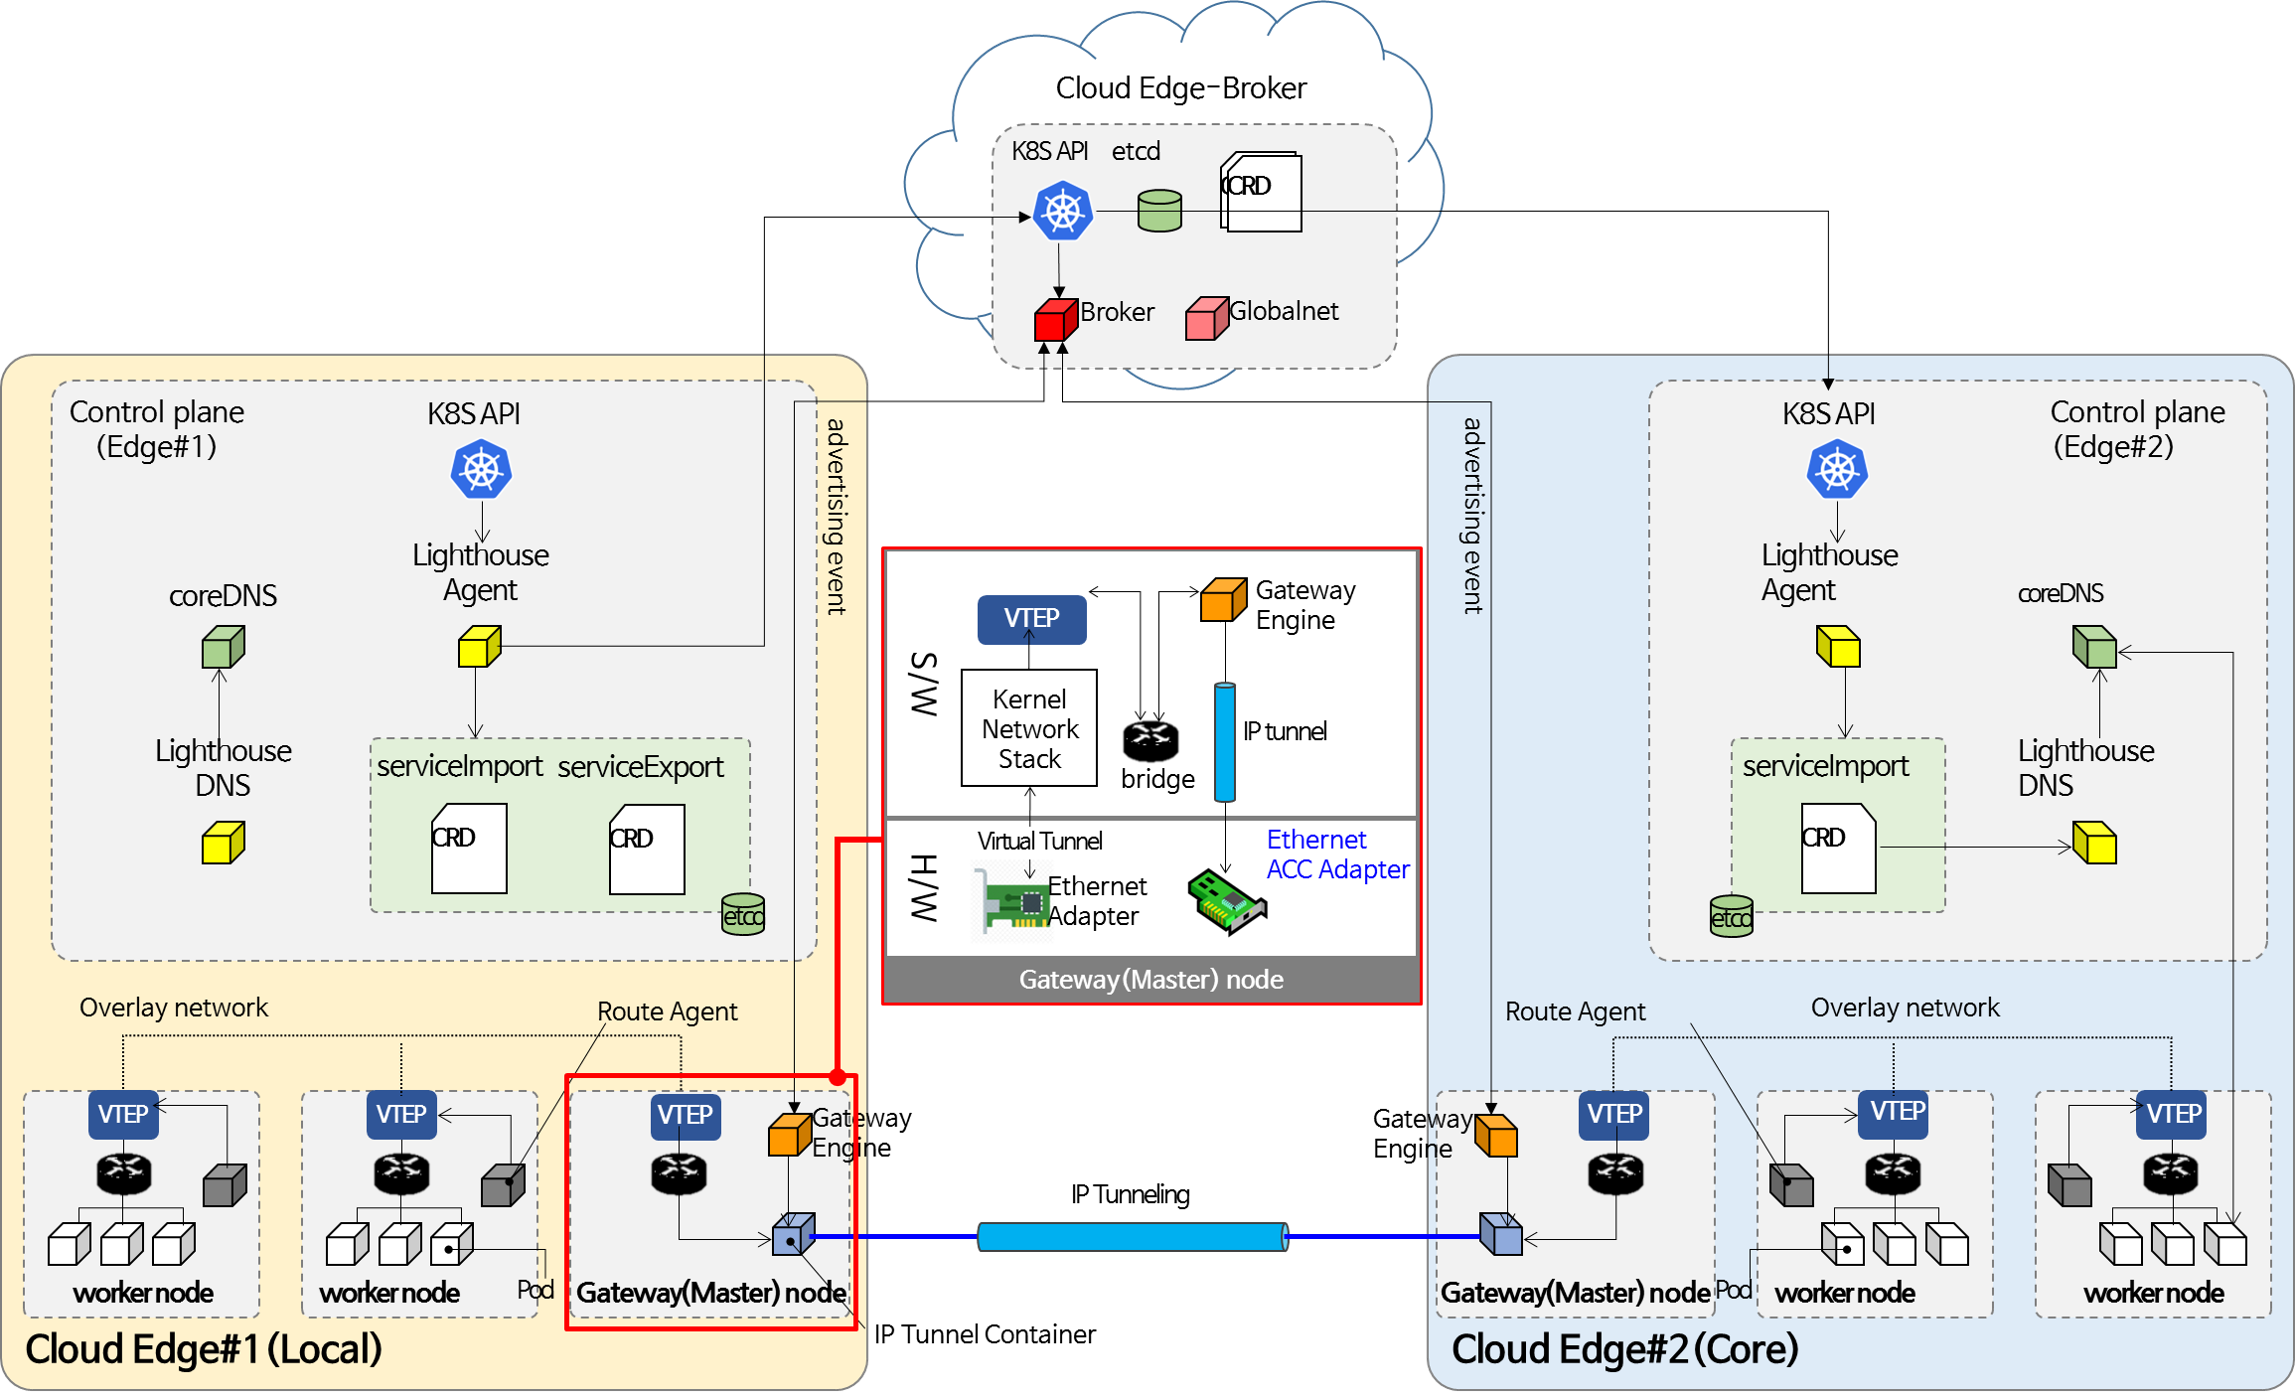 Cloud Edge-Broker
K8S API
etcd
CRD
Broker
Globalnet
Control plane
(Edge#1)
K8S API
Lighthouse
Agent
coreDNS
Lighthouse
DNS
serviceImport
serviceExport
CRD
CRD
etcd
advertising event
Overlay network
Route Agent
VTEP
VTEP
VTEP
Gateway
Engine
worker node
worker node
Pod
Gateway(Master) node
Cloud Edge#1(Local)
S/W
VTEP
Gateway
Engine
Kernel
Network
Stack
bridge
IP tunnel
H/W
Virtual Tunnel
Ethernet
Adapter
Ethernet
ACC Adapter
Gateway(Master) node
IP Tunneling
IP Tunnel Container
advertising event
K8S API
Control plane
(Edge#2)
Lighthouse
Agent
coreDNS
serviceImport
CRD
etcd
Lighthouse
DNS
Route Agent
Overlay network
Gateway
Engine
VTEP
VTEP
VTEP
Gateway(Master) node
Pod
worker node
worker node
Cloud Edge#2(Core)